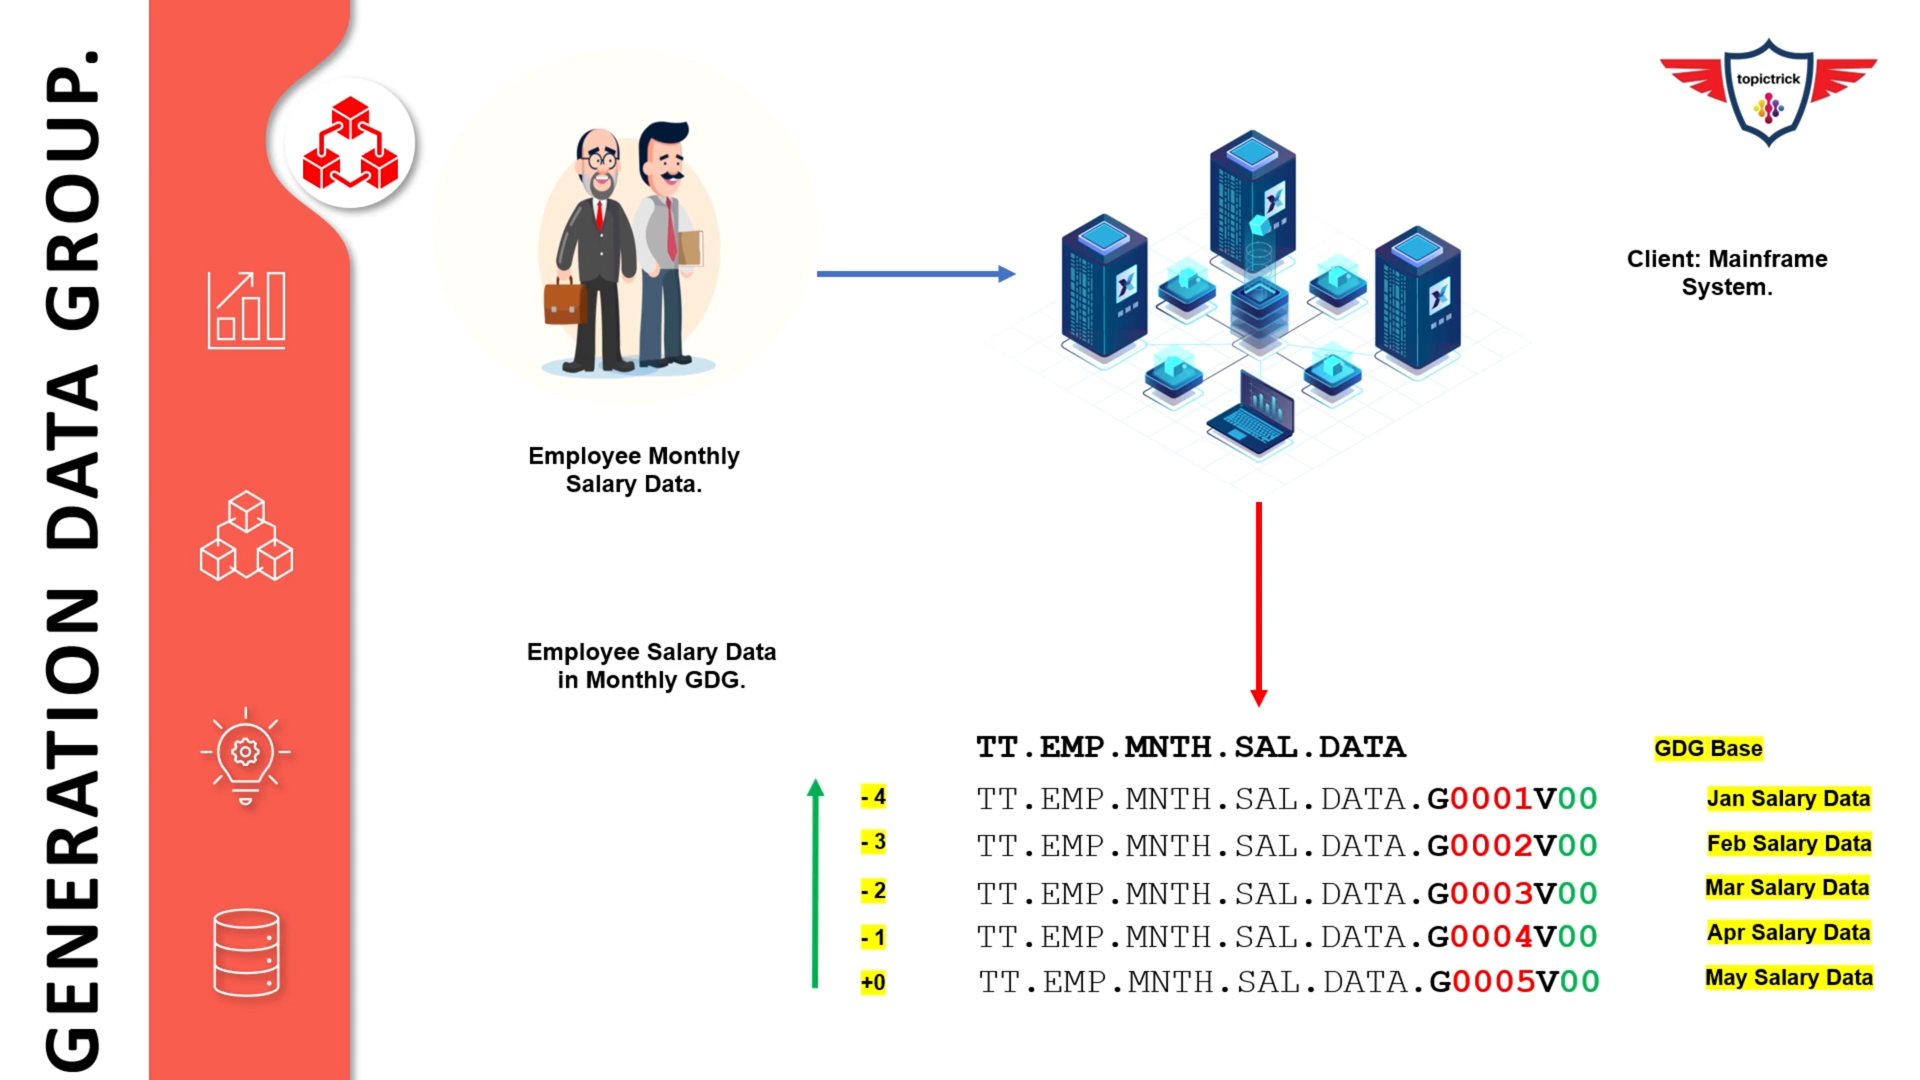 GENERATION DATA GROUP.
topictrick
Client: Mainframe
System.
Employee Monthly
Salary Data.
Employee Salary Data
in Monthly GDG.
TT.EMP.MNTH.SAL.DATA GDG Base
- 4 TT.EMP.MNTH.SAL.DATA.G0001V00 Jan Salary Data
- 3 TT.EMP.MNTH.SAL.DATA.G0002V00 Feb Salary Data
- 2 TT.EMP.MNTH.SAL.DATA.G0003V00 Mar Salary Data
- 1 TT.EMP.MNTH.SAL.DATA.G0004V00 Apr Salary Data
+0 TT.EMP.MNTH.SAL.DATA.G0005V00 May Salary Data